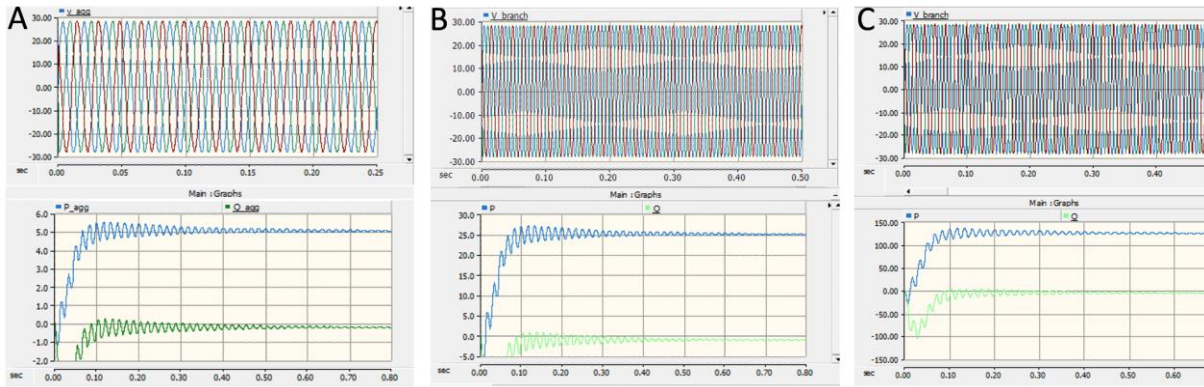 A
v_agg
30.00
20.00
10.00
0.00
-10.00
-20.00
-30.00
sec 0.00 0.05 0.10 0.15 0.20 0.25
Main : Graphs
P_agg Q_agg
6.0
5.0
4.0
3.0
2.0
1.0
0.0
-1.0
-2.0
sec 0.00 0.10 0.20 0.30 0.40 0.50 0.60 0.70 0.80
B
V_branch
30.00
20.00
10.00
0.00
-10.00
-20.00
-30.00
sec 0.00 0.10 0.20 0.30 0.40 0.50
Main : Graphs
P Q
30.0
25.0
20.0
15.0
10.0
5.0
0.0
-5.0
sec 0.00 0.10 0.20 0.30 0.40 0.50 0.60 0.70 0.80
C
V_branch
30.00
20.00
10.00
0.00
-10.00
-20.00
-30.00
sec 0.00 0.10 0.20 0.30 0.40
Main : Graphs
P Q
150.00
100.00
50.00
0.00
-50.00
-100.00
-150.00
sec 0.00 0.10 0.20 0.30 0.40 0.50 0.60